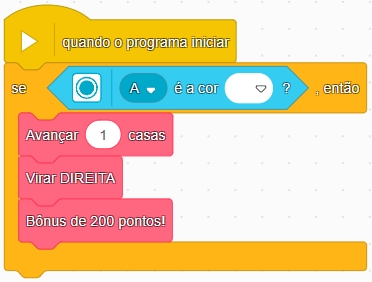 quando o programa iniciar
se A é a cor ? , então
Avançar 1 casas
Virar DIREITA
Bônus de 200 pontos!